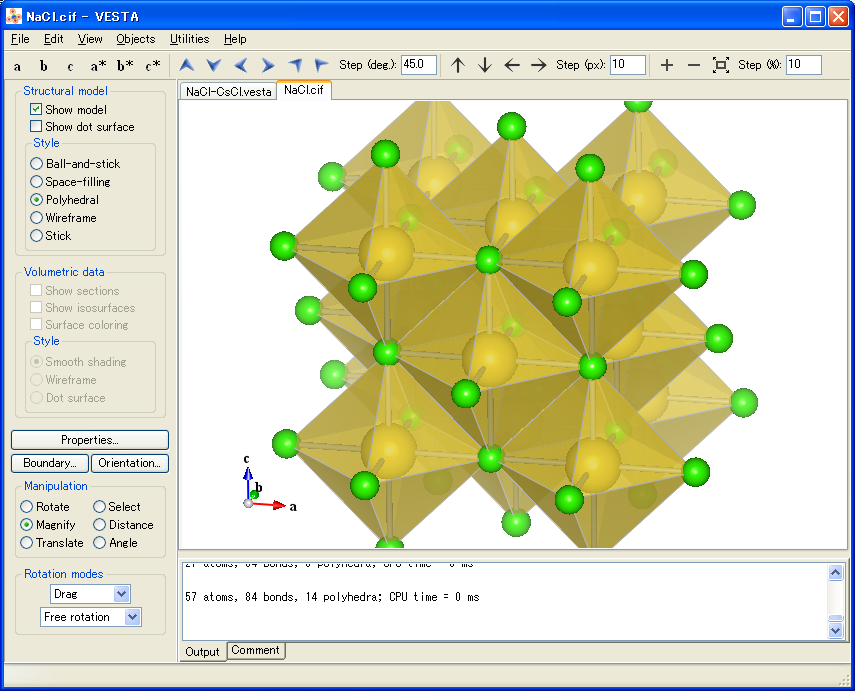 NaCl.cif - VESTA
File Edit View Objects Utilities Help
a b c a* b* c* Step (deg.): 45.0 Step (px): 10 Step (%): 10
NaCl-CsCl.vesta NaCl.cif
Structural model
Show model
Show dot surface
Style
Ball-and-stick
Space-filling
Polyhedral
Wireframe
Stick
Volumetric data
Show sections
Show isosurfaces
Surface coloring
Style
Smooth shading
Wireframe
Dot surface
Properties...
Boundary... Orientation...
Manipulation
Rotate Select
Magnify Distance
Translate Angle
Rotation modes
Drag
Free rotation
c
b
a
57 atoms, 84 bonds, 14 polyhedra; CPU time = 0 ms
Output Comment